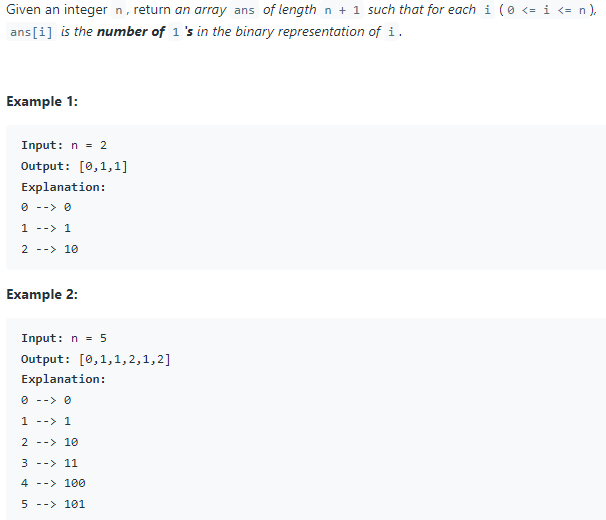 Given an integer n, return an array ans of length n + 1 such that for each i (0 <= i <= n),
ans[i] is the number of 1's in the binary representation of i.
Example 1:
Input: n = 2
Output: [0,1,1]
Explanation:
0 --> 0
1 --> 1
2 --> 10
Example 2:
Input: n = 5
Output: [0,1,1,2,1,2]
Explanation:
0 --> 0
1 --> 1
2 --> 10
3 --> 11
4 --> 100
5 --> 101